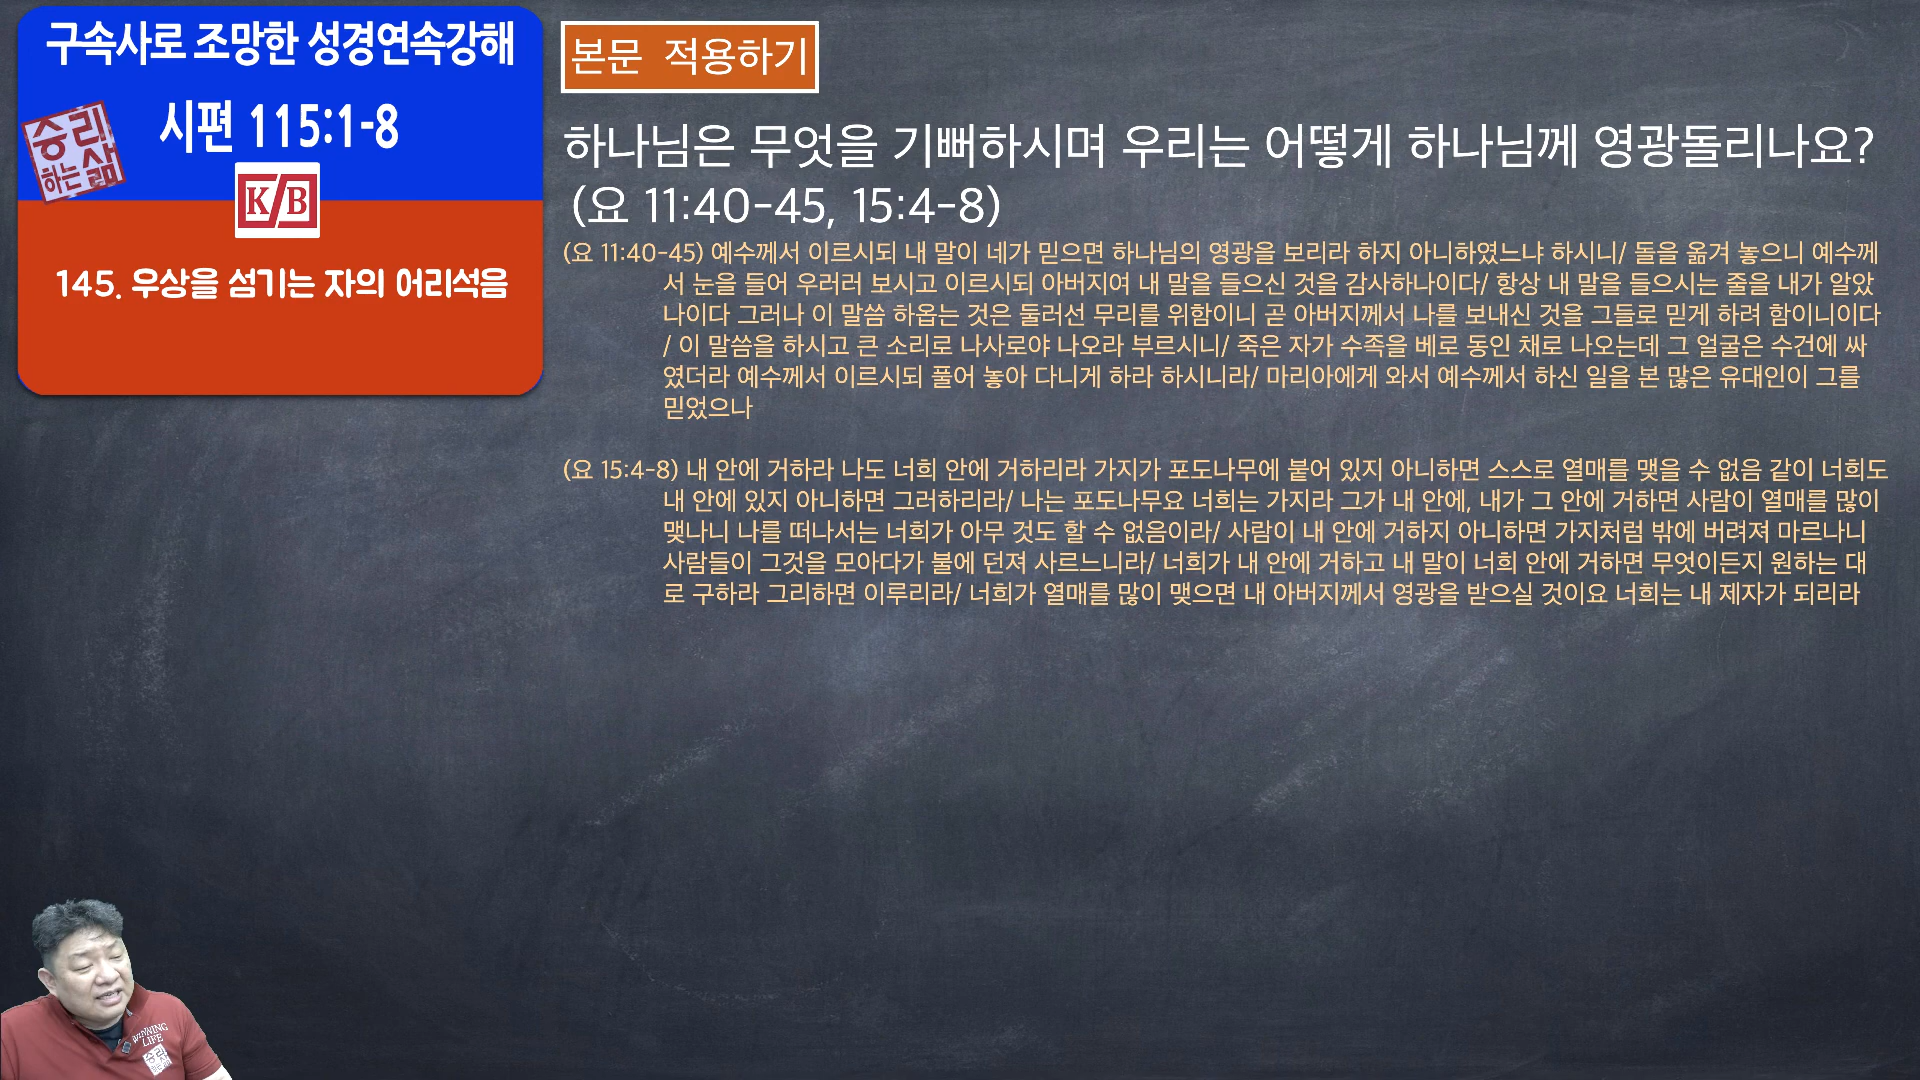 구속사로 조망한 성경연속강해
시편 115:1-8
승리
하는 삶
K/B
145. 우상을 섬기는 자의 어리석음
본문 적용하기
하나님은 무엇을 기뻐하시며 우리는 어떻게 하나님께 영광돌리나요?
(요 11:40-45, 15:4-8)
(요 11:40-45) 예수께서 이르시되 내 말이 네가 믿으면 하나님의 영광을 보리라 하지 아니하였느냐 하시니/ 돌을 옮겨 놓으니 예수께
서 눈을 들어 우러러 보시고 이르시되 아버지여 내 말을 들으신 것을 감사하나이다/ 항상 내 말을 들으시는 줄을 내가 알았
나이다 그러나 이 말씀 하옵는 것은 둘러선 무리를 위함이니 곧 아버지께서 나를 보내신 것을 그들로 믿게 하려 함이니이다
/ 이 말씀을 하시고 큰 소리로 나사로야 나오라 부르시니/ 죽은 자가 수족을 베로 동인 채로 나오는데 그 얼굴은 수건에 싸
였더라 예수께서 이르시되 풀어 놓아 다니게 하라 하시니라/ 마리아에게 와서 예수께서 하신 일을 본 많은 유대인이 그를
믿었으나
(요 15:4-8) 내 안에 거하라 나도 너희 안에 거하리라 가지가 포도나무에 붙어 있지 아니하면 스스로 열매를 맺을 수 없음 같이 너희도
내 안에 있지 아니하면 그러하리라/ 나는 포도나무요 너희는 가지라 그가 내 안에, 내가 그 안에 거하면 사람이 열매를 많이
맺나니 나를 떠나서는 너희가 아무 것도 할 수 없음이라/ 사람이 내 안에 거하지 아니하면 가지처럼 밖에 버려져 마르나니
사람들이 그것을 모아다가 불에 던져 사르느니라/ 너희가 내 안에 거하고 내 말이 너희 안에 거하면 무엇이든지 원하는 대
로 구하라 그리하면 이루리라/ 너희가 열매를 많이 맺으면 내 아버지께서 영광을 받으실 것이요 너희는 내 제자가 되리라
WINNING
LIFE
승리